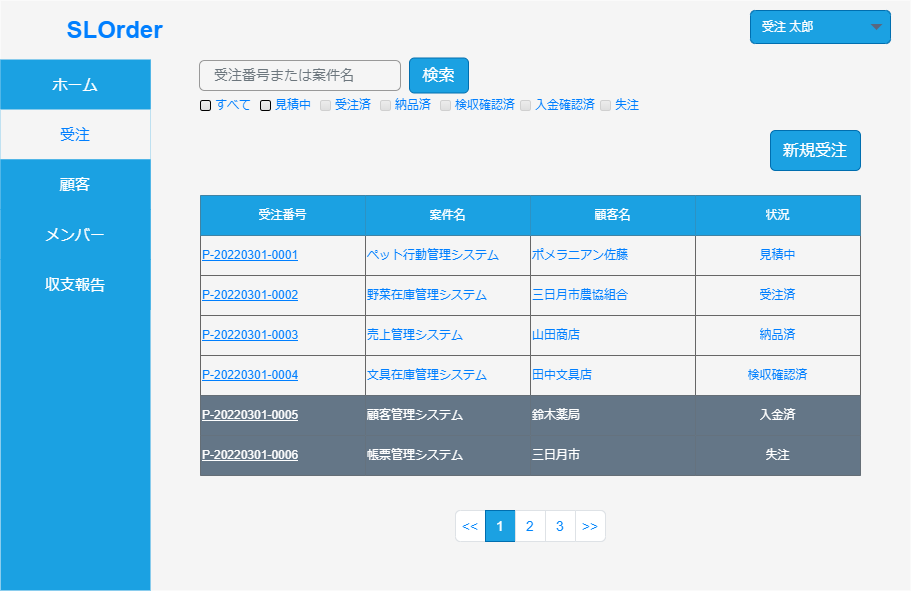 SLOrder
受注 太郎
ホーム
受注
顧客
メンバー
収支報告
受注番号または案件名
検索
すべて 見積中 受注済 納品済 検収確認済 入金確認済 失注
新規受注
受注番号 案件名 顧客名 状況
P-20220301-0001 ペット行動管理システム ポメラニアン佐藤 見積中
P-20220301-0002 野菜在庫管理システム 三日月市農協組合 受注済
P-20220301-0003 売上管理システム 山田商店 納品済
P-20220301-0004 文具在庫管理システム 田中文具店 検収確認済
P-20220301-0005 顧客管理システム 鈴木薬局 入金済
P-20220301-0006 帳票管理システム 三日月市 失注
<< 1 2 3 >>